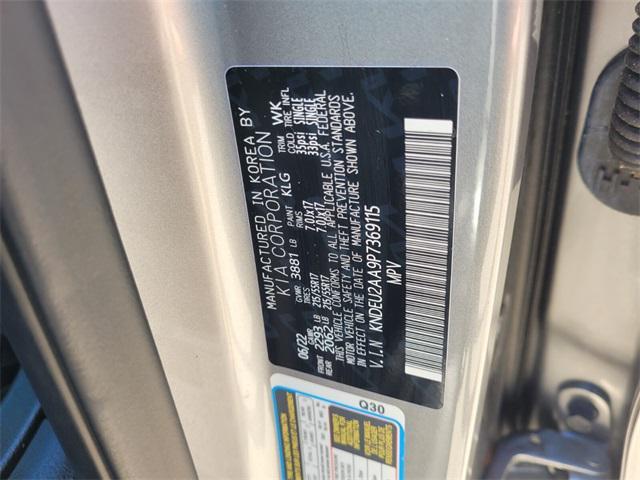 MANUFACTURED IN KOREA BY
KIA CORPORATION
GVWR 3881 LB PAINT KLG TRIM WK
06/22 GAWR TIRES RIMS COLD TIRE INFL
FRONT 2293 LB 215/55R17 7.0Jx17 35psi SINGLE
REAR 2062 LB 215/55R17 7.0Jx17 33psi SINGLE
THIS VEHICLE CONFORMS TO ALL APPLICABLE U.S.A. FEDERAL
MOTOR VEHICLE SAFETY AND THEFT PREVENTION STANDARDS
IN EFFECT ON THE DATE OF MANUFACTURE SHOWN ABOVE.
V.I.N KNDEU2AA9P7369115
MPV
Q30